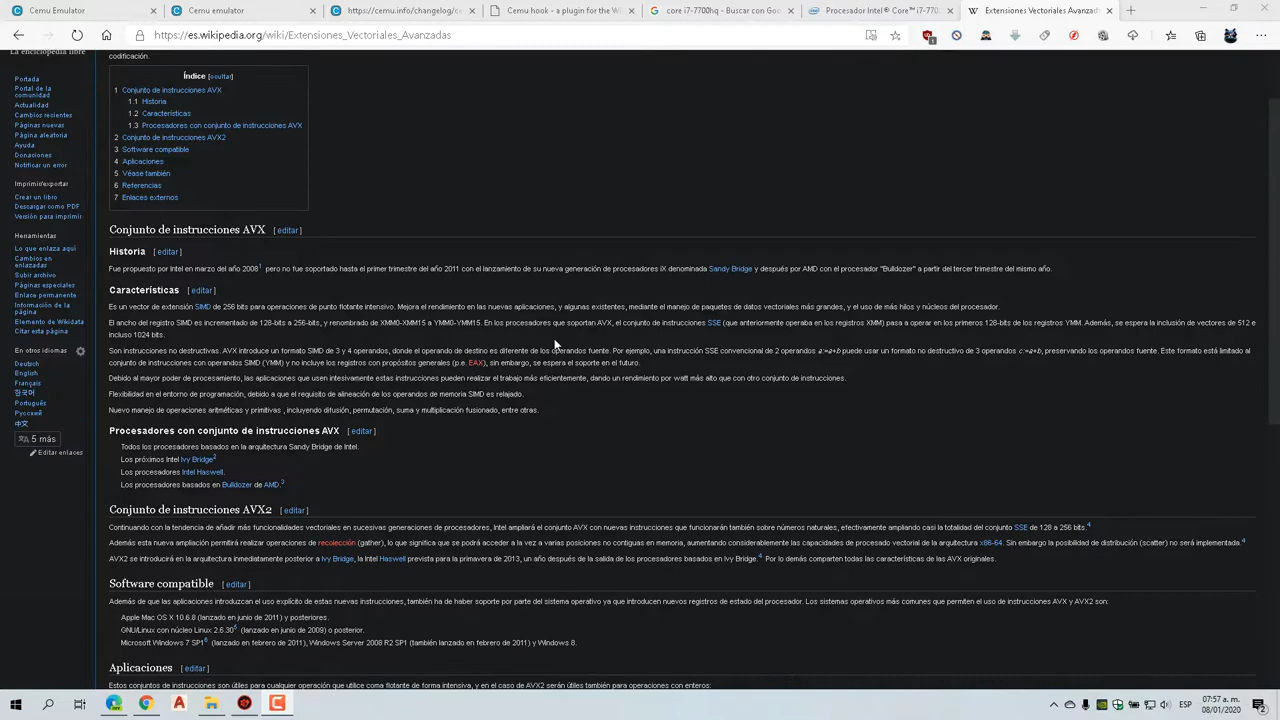 Cemu emulator
Cemu emulator
https://cemu.info/changelog/ce
Cemu hook - a plugin for the W
core i7-7700hq - Buscar con Goo
Procesador Intel® Core™ i7-770
Extensiones Vectoriales Avanzad
https://es.wikipedia.org/wiki/Extensiones_Vectoriales_Avanzadas
La enciclopedia libre
Portada
Portal de la
comunidad
Actualidad
Cambios recientes
Páginas nuevas
Página aleatoria
Ayuda
Donaciones
Notificar un error
Imprimir/exportar
Crear un libro
Descargar como PDF
Versión para imprimir
Herramientas
Lo que enlaza aquí
Cambios en
enlazadas
Subir archivo
Páginas especiales
Enlace permanente
Información de la
página
Elemento de Wikidata
Citar esta página
En otros idiomas
Deutsch
English
Français
한국어
Português
Русский
中文
5 más
Editar enlaces
codificación.
Índice [ocultar]
1 Conjunto de instrucciones AVX
1.1 Historia
1.2 Características
1.3 Procesadores con conjunto de instrucciones AVX
2 Conjunto de instrucciones AVX2
3 Software compatible
4 Aplicaciones
5 Véase también
6 Referencias
7 Enlaces externos
Conjunto de instrucciones AVX [ editar ]
Historia [ editar ]
Fue propuesto por Intel en marzo del año 2008¹ pero no fue soportado hasta el primer trimestre del año 2011 con el lanzamiento de su nueva generación de procesadores iX denominada Sandy Bridge y después por AMD con el procesador "Bulldozer" a partir del tercer trimestre del mismo año.
Características [ editar ]
Es un vector de extensión SIMD de 256 bits para operaciones de punto flotante intensivo. Mejora el rendimiento en las nuevas aplicaciones, y algunas existentes, mediante el manejo de paquetes de datos vectoriales más grandes, y el uso de más hilos y núcleos del procesador.
El ancho del registro SIMD es incrementado de 128-bits a 256-bits, y renombrado de XMM0-XMM15 a YMM0-YMM15: En los procesadores que soportan AVX, el conjunto de instrucciones SSE (que anteriormente operaba en los registros XMM) pasa a operar en los primeros 128-bits de los registros YMM. Además, se espera la inclusión de vectores de 512 e
incluso 1024 bits.
Son instrucciones no destructivas. AVX introduce un formato SIMD de 3 y 4 operandos, donde el operando de destino es diferente de los operandos fuente. Por ejemplo, una instrucción SSE convencional de 2 operandos a:=a+b puede usar un formato no destructivo de 3 operandos c:=a+b, preservando los operandos fuente. Este formato está limitado al
conjunto de instrucciones con operandos SIMD (YMM) y no incluye los registros con propósitos generales (p.e. EAX), sin embargo, se espera el soporte en el futuro.
Debido al mayor poder de procesamiento, las aplicaciones que usen intesivamente estas instrucciones pueden realizar el trabajo más eficientemente, dando un rendimiento por watt más alto que con otro conjunto de instrucciones.
Flexibilidad en el entorno de programación, debido a que el requisito de alineación de los operandos de memoria SIMD es relajado.
Nuevo manejo de operaciones aritméticas y primitivas , incluyendo difusión, permutación, suma y multiplicación fusionado, entre otras.
Procesadores con conjunto de instrucciones AVX [ editar ]
Todos los procesadores basados en la arquitectura Sandy Bridge de Intel.
Los próximos Intel Ivy Bridge²
Los procesadores Intel Haswell.
Los procesadores basados en Bulldozer de AMD.³
Conjunto de instrucciones AVX2 [ editar ]
Continuando con la tendencia de añadir más funcionalidades vectoriales en sucesivas generaciones de procesadores, Intel ampliará el conjunto AVX con nuevas instrucciones que funcionarán también sobre números naturales, efectivamente ampliando casi la totalidad del conjunto SSE de 128 a 256 bits.⁴
Además esta nueva ampliación permitirá realizar operaciones de recolección (gather), lo que significa que se podrá acceder a la vez a varias posiciones no contiguas en memoria, aumentando considerablemente las capacidades de procesado vectorial de la arquitectura x86-64. Sin embargo la posibilidad de distribución (scatter) no será implementada.⁴
AVX2 se introducirá en la arquitectura inmediatamente posterior a Ivy Bridge, la Intel Haswell prevista para la primavera de 2013, un año después de la salida de los procesadores basados en Ivy Bridge.⁴ Por lo demás comparten todas las características de las AVX originales.
Software compatible [ editar ]
Además de que las aplicaciones introduzcan el uso explícito de estas nuevas instrucciones, también ha de haber soporte por parte del sistema operativo ya que introducen nuevos registros de estado del procesador. Los sistemas operativos más comunes que permiten el uso de instrucciones AVX y AVX2 son:
Apple Mac OS X 10.6.8 (lanzado en junio de 2011) y posteriores.
GNU/Linux con núcleo Linux 2.6.30⁵ (lanzado en junio de 2009) o posterior.
Microsoft Windows 7 SP1⁶ (lanzado en febrero de 2011), Windows Server 2008 R2 SP1 (también lanzado en febrero de 2011) y Windows 8.
Aplicaciones [ editar ]
Estos conjuntos de instrucciones son útiles para cualquier operación que utilice coma flotante de forma intensiva, y en el caso de AVX2 serán útiles también para operaciones con enteros:
ESP
07:57 a. m.
08/01/2020
2